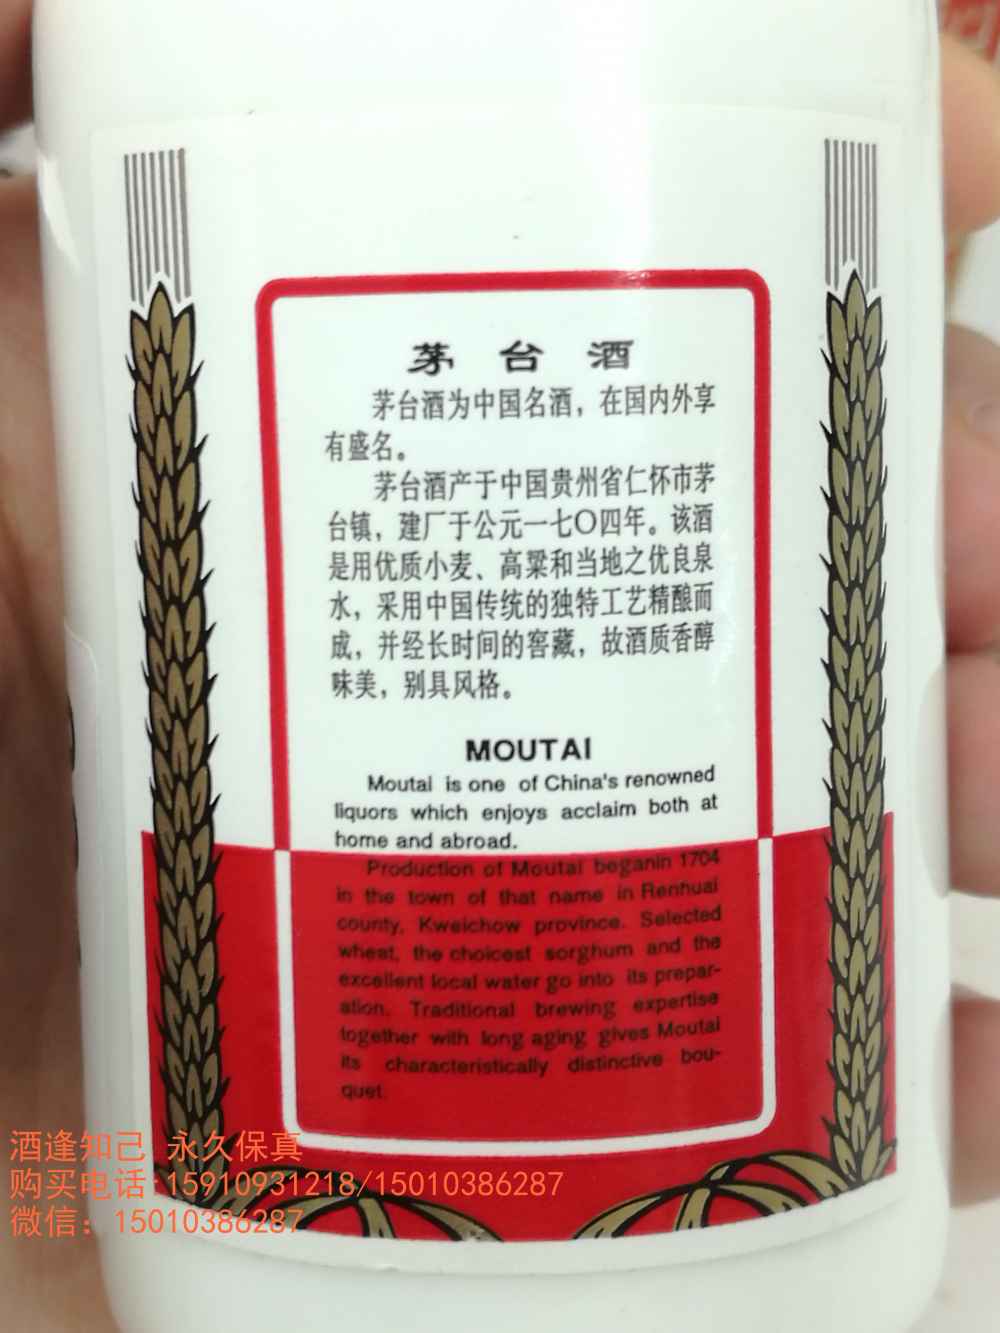 茅台酒
茅台酒为中国名酒，在国内外享
有盛名。
茅台酒产于中国贵州省仁怀市茅
台镇，建厂于公元一七〇四年。该酒
是用优质小麦、高粱和当地之优良泉
水，采用中国传统的独特工艺精酿而
成，并经长时间的窖藏，故酒质香醇
味美，别具风格。
MOUTAI
Moutai is one of China's renowned
liquors which enjoys acclaim both at
home and abroad.
Production of Moutai beganin 1704
in the town of that name in Renhuai
county, Kweichow province. Selected
wheat, the choicest sorghum and the
excellent local water go into its prepar-
ation. Traditional brewing expertise
together with long aging gives Moutai
its characteristically distinctive bou-
quet.
酒逢知己 永久保真
购买电话:15910931218/15010386287
微信：15010386287